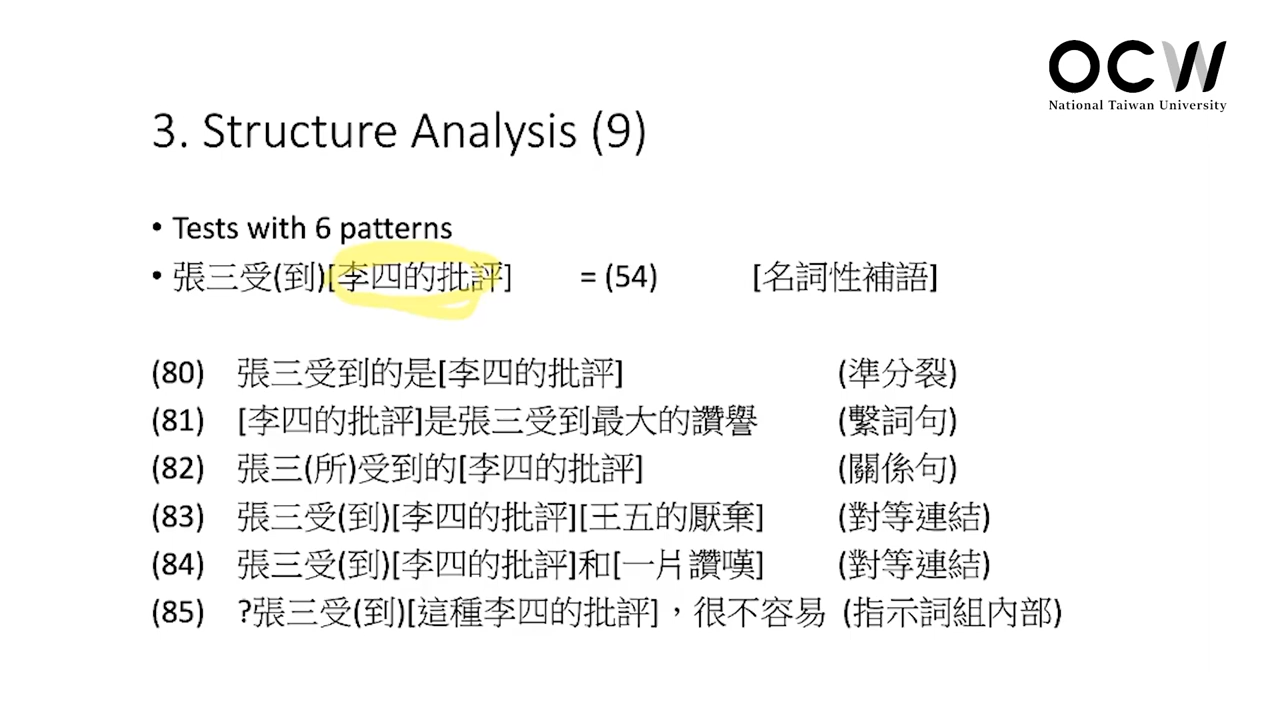 OCW
National Taiwan University
3. Structure Analysis (9)
• Tests with 6 patterns
• 張三受(到)[李四的批評] = (54) [名詞性補語]
(80) 張三受到的是[李四的批評] (準分裂)
(81) [李四的批評]是張三受到最大的讚譽 (繫詞句)
(82) 張三(所)受到的[李四的批評] (關係句)
(83) 張三受(到)[李四的批評][王五的厭棄] (對等連結)
(84) 張三受(到)[李四的批評]和[一片讚嘆] (對等連結)
(85) ?張三受(到)[這種李四的批評]，很不容易 (指示詞組內部)